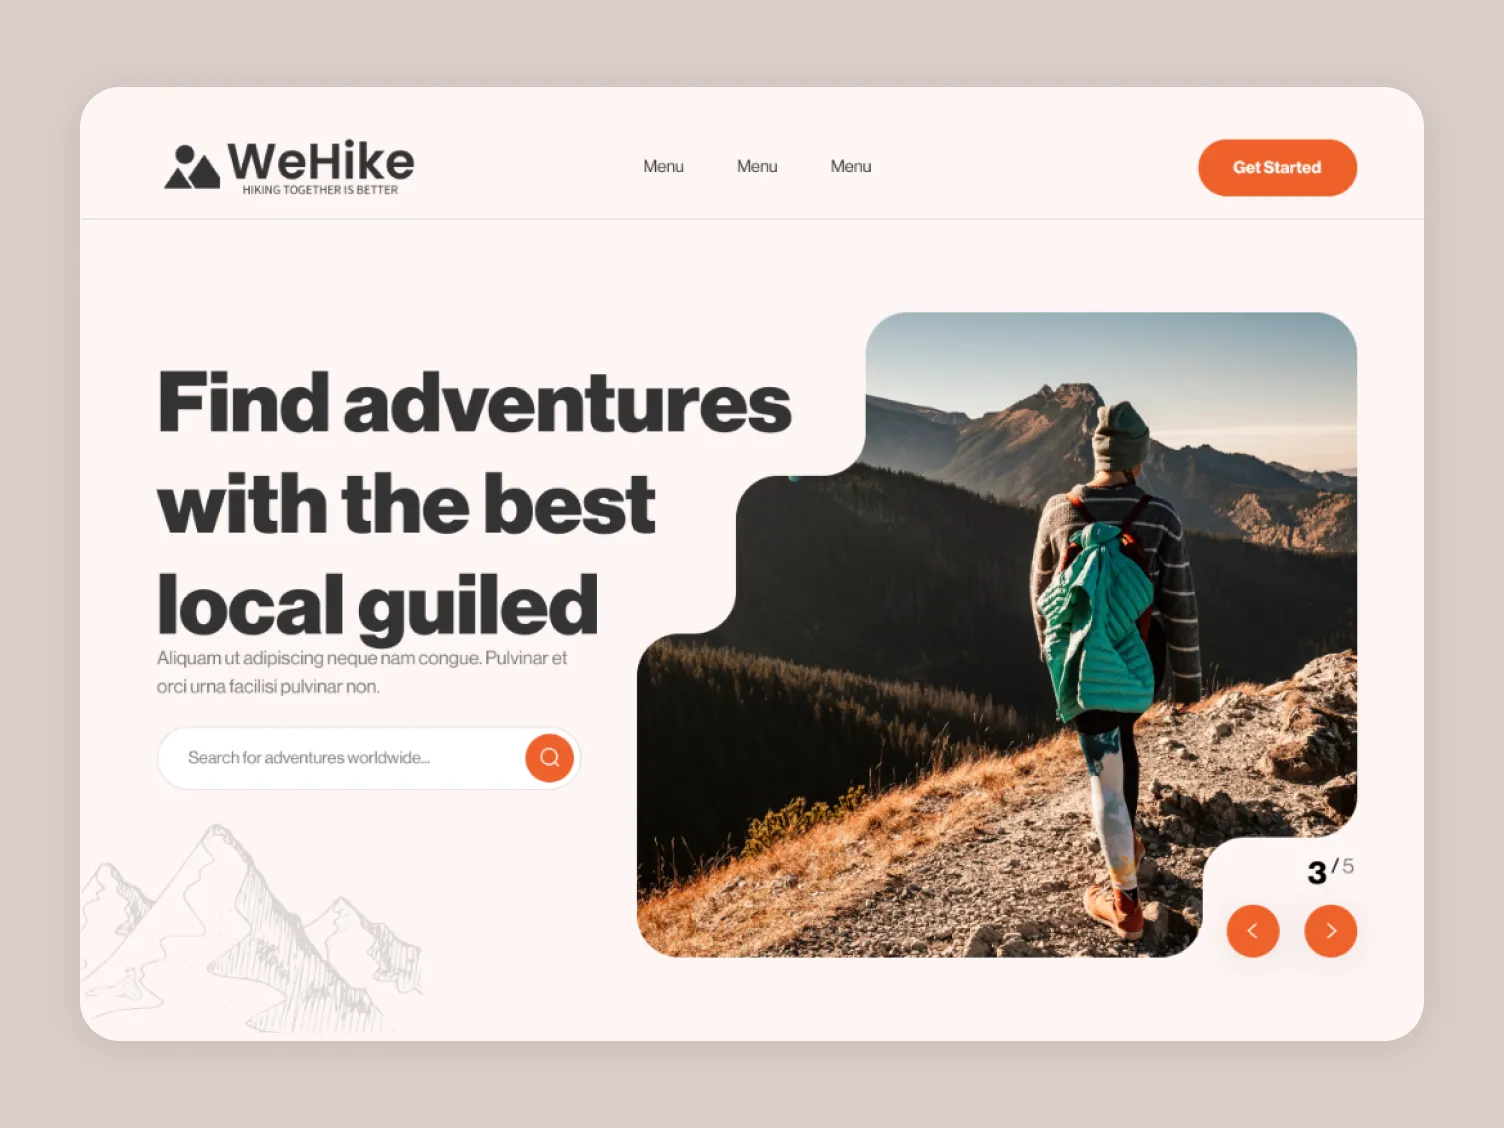 WeHike
HIKING TOGETHER IS BETTER
Menu
Menu
Menu
Get Started
Find adventures
with the best
local guiled
Aliquam ut adipiscing neque nam congue. Pulvinar et
orci urna facilisi pulvinar non.
Search for adventures worldwide...
3 / 5